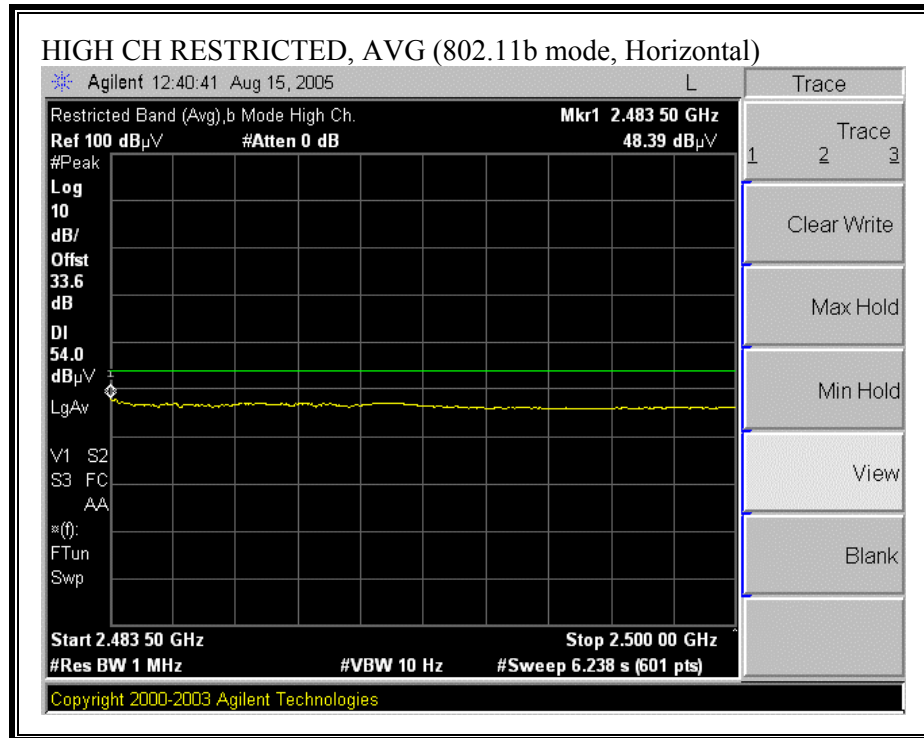 HIGH CH RESTRICTED, AVG (802.11b mode, Horizontal)
Agilent 12:40:41 Aug 15, 2005 L
Trace
Restricted Band (Avg),b Mode High Ch.
Mkr1 2.483 50 GHz
Ref 100 dBµV #Atten 0 dB 48.39 dBµV
#Peak
Log
10
dB/
Offst
33.6
dB
DI
54.0
dBµV
LgAv
V1 S2
S3 FC
AA
¤(f):
FTun
Swp
Start 2.483 50 GHz Stop 2.500 00 GHz
#Res BW 1 MHz #VBW 10 Hz #Sweep 6.238 s (601 pts)
Copyright 2000-2003 Agilent Technologies
Trace
1 2 3
Clear Write
Max Hold
Min Hold
View
Blank